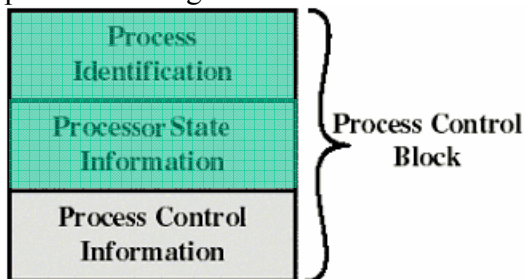 Process
Identification
Processor State
Information
Process Control
Information
Process Control
Block